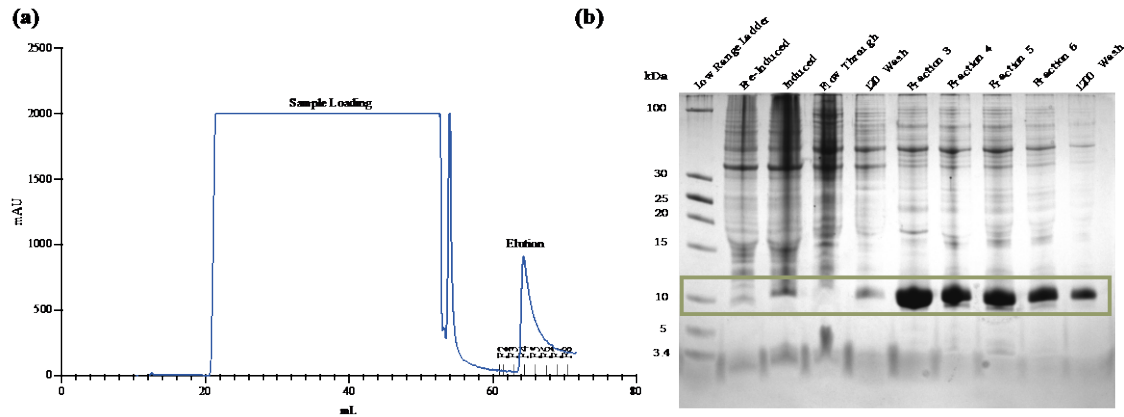 (a)
2500
2000
1500
1000
500
0
mAU
Sample Loading
Elution
0
20
40
60
80
mL
(b)
kDa
Low Range Ladder
Pre-Induced
Induced
Flow Through
Wash
Fraction 3
Fraction 4
Fraction 5
Fraction 6
Wash
100
30
25
20
15
10
5
3.4